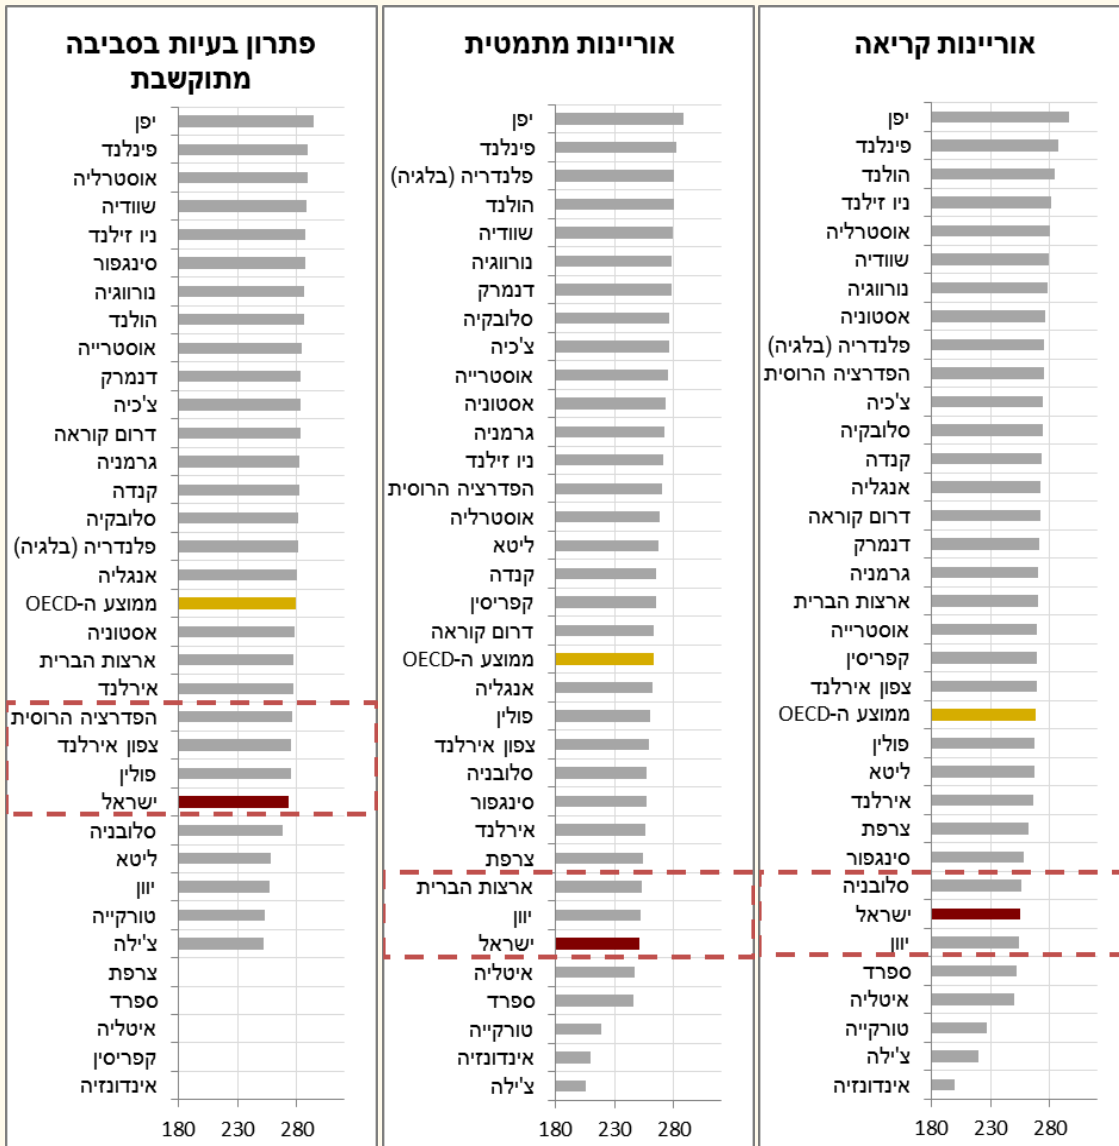 אוריינות קריאה
יפן
פינלנד
הולנד
ניו זילנד
אוסטרליה
שוודיה
נורווגיה
אסטוניה
פלנדריה (בלגיה)
הפדרציה הרוסית
צ'כיה
סלובקיה
קנדה
אנגליה
דרום קוראה
דנמרק
גרמניה
ארצות הברית
אוסטרייה
קפריסין
צפון אירלנד
ממוצע ה-OECD
פולין
ליטא
אירלנד
צרפת
סינגפור
סלובניה
ישראל
יוון
ספרד
איטליה
טורקייה
צ'ילה
אינדונזיה
180 230 280
אוריינות מתמטית
יפן
פינלנד
פלנדריה (בלגיה)
הולנד
שוודיה
נורווגיה
דנמרק
סלובקיה
צ'כיה
אוסטרייה
אסטוניה
גרמניה
ניו זילנד
הפדרציה הרוסית
אוסטרליה
ליטא
קנדה
קפריסין
דרום קוראה
ממוצע ה-OECD
אנגליה
פולין
צפון אירלנד
סלובניה
סינגפור
אירלנד
צרפת
ארצות הברית
יוון
ישראל
איטליה
ספרד
טורקייה
אינדונזיה
צ'ילה
180 230 280
פתרון בעיות בסביבה
מתוקשבת
יפן
פינלנד
אוסטרליה
שוודיה
ניו זילנד
סינגפור
נורווגיה
הולנד
אוסטרייה
דנמרק
צ'כיה
דרום קוראה
גרמניה
קנדה
סלובקיה
פלנדריה (בלגיה)
אנגליה
ממוצע ה-OECD
אסטוניה
ארצות הברית
אירלנד
הפדרציה הרוסית
צפון אירלנד
פולין
ישראל
סלובניה
ליטא
יוון
טורקייה
צ'ילה
צרפת
ספרד
איטליה
קפריסין
אינדונזיה
180 230 280